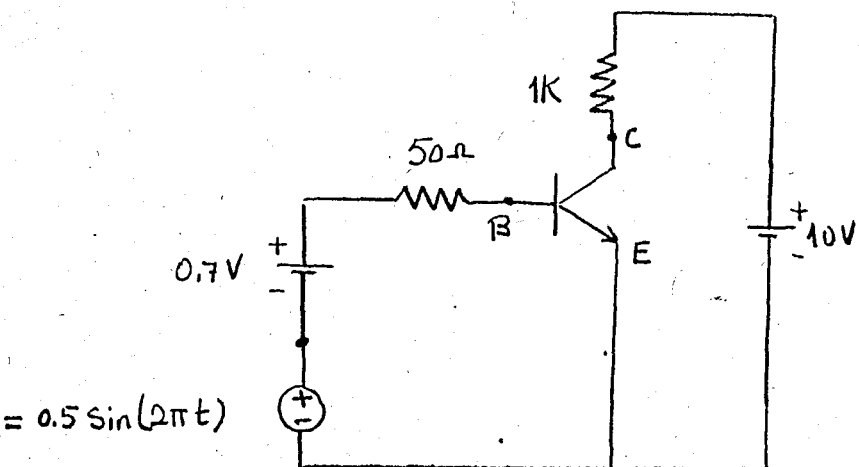 1K
C
50Ω
B
+
10V
-
E
+
0.7V
-
= 0.5 sin(2πt)
+
-